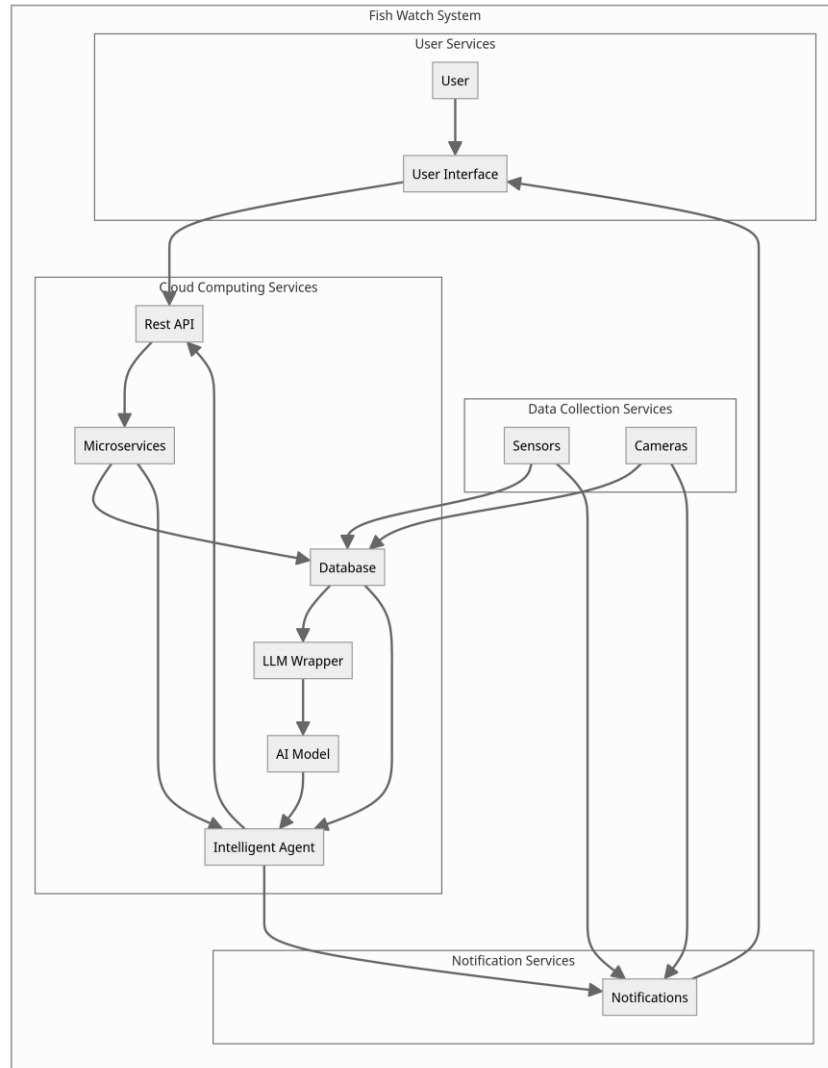 Fish Watch System
User Services
User
User Interface
Cloud Computing Services
Rest API
Data Collection Services
Microservices
Sensors
Cameras
Database
LLM Wrapper
AI Model
Intelligent Agent
Notification Services
Notifications